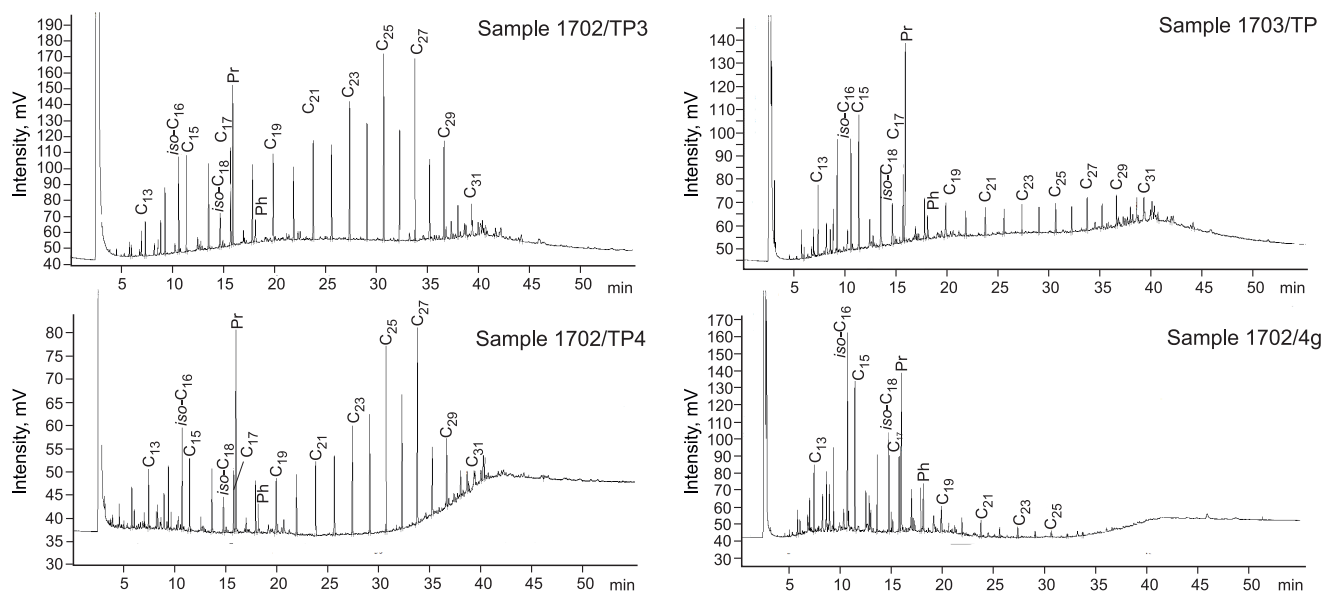 Sample 1702/TP3
Intensity, mV
190
180
170
160
150
140
130
120
110
100
90
80
70
60
50
40
C13
iso-C16
C15
iso-C18
C17
Pr
Ph
C19
C21
C23
C25
C27
C29
C31
5 10 15 20 25 30 35 40 45 50 min
Sample 1703/TP
Intensity, mV
140
130
120
110
100
90
80
70
60
50
C13
iso-C16
C15
iso-C18
C17
Pr
Ph
C19
C21
C23
C25
C27
C29
C31
5 10 15 20 25 30 35 40 45 50 min
Sample 1702/TP4
Intensity, mV
80
75
70
65
60
55
50
45
40
35
30
C13
iso-C16
C15
iso-C18
Pr
C17
Ph
C19
C21
C23
C25
C27
C29
C31
5 10 15 20 25 30 35 40 45 50 min
Sample 1702/4g
Intensity, mV
170
160
150
140
130
120
110
100
90
80
70
60
50
40
30
C13
iso-C16
C15
iso-C18
C17
Pr
Ph
C19
C21
C23
C25
5 10 15 20 25 30 35 40 45 50 min